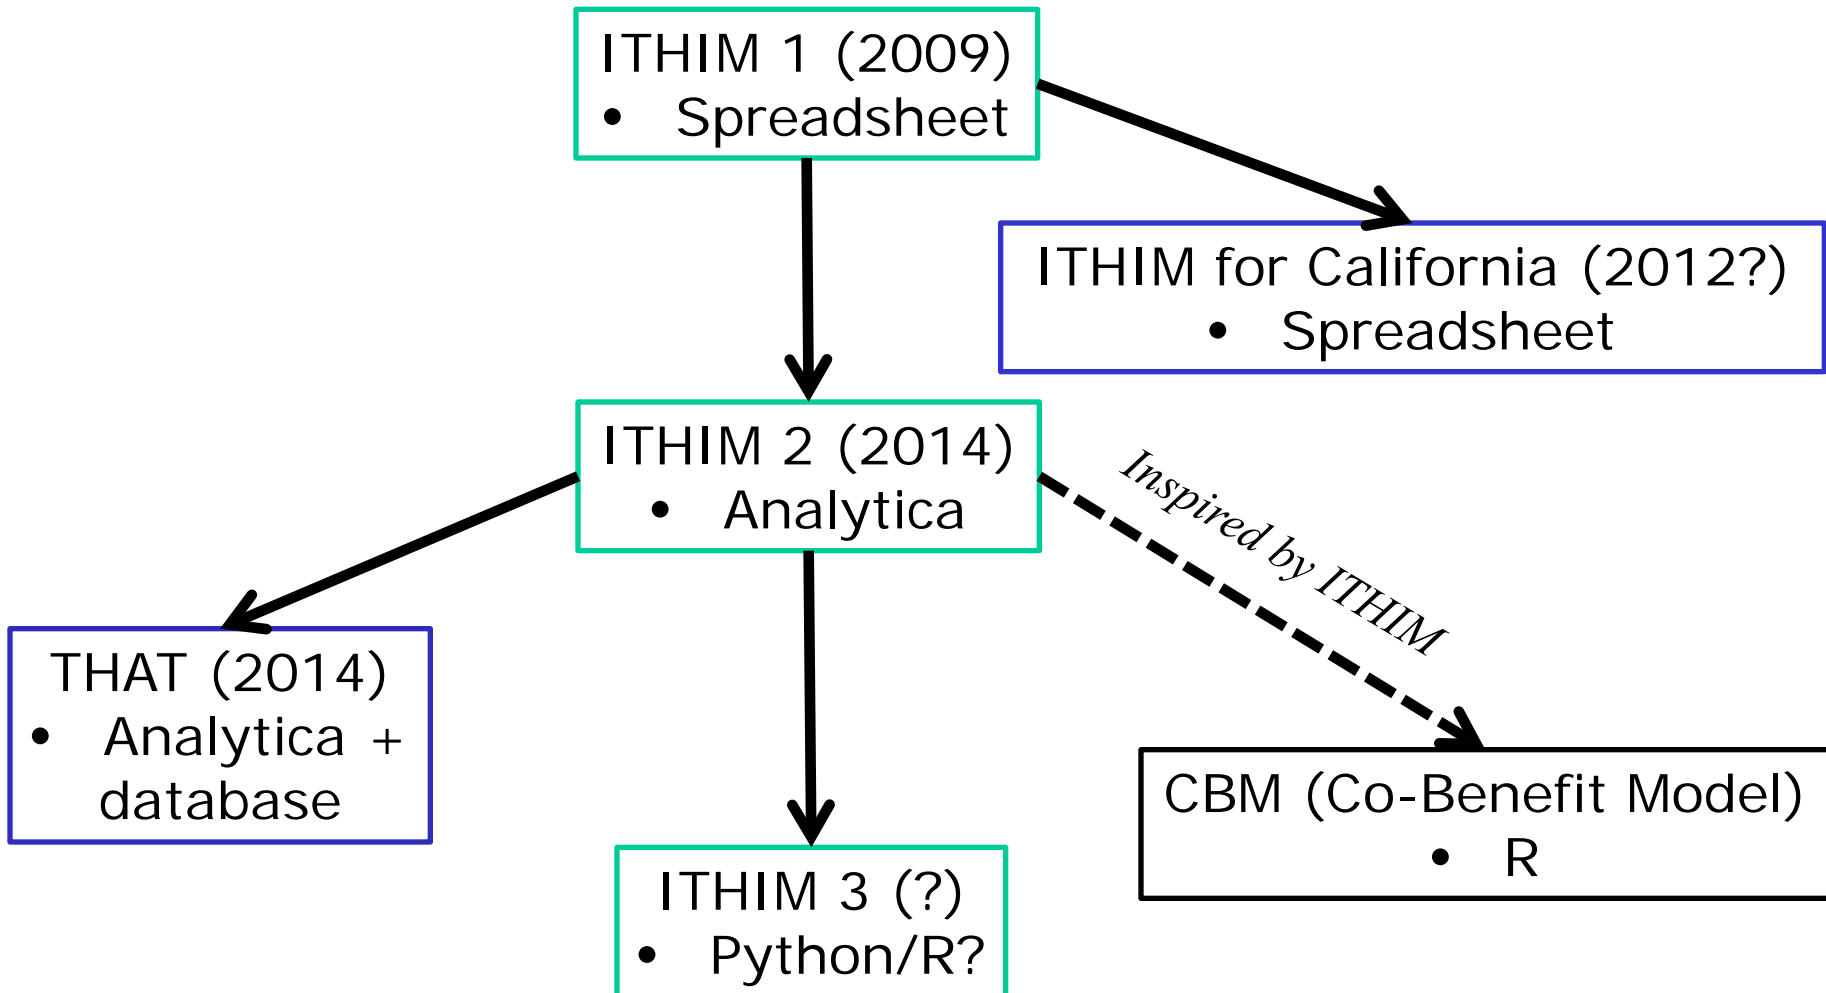 ITHIM 1 (2009)
• Spreadsheet
ITHIM for California (2012?)
• Spreadsheet
ITHIM 2 (2014)
• Analytica
Inspired by ITHIM
THAT (2014)
• Analytica +
database
CBM (Co-Benefit Model)
• R
ITHIM 3 (?)
• Python/R?